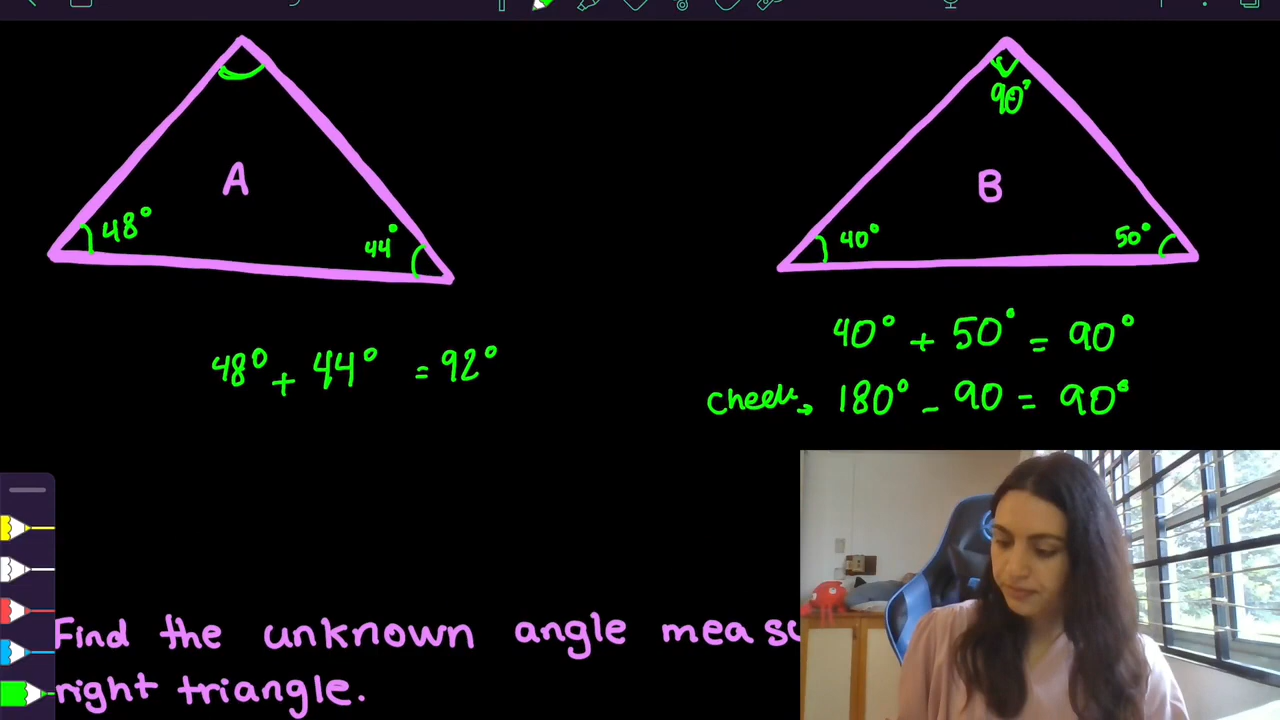 A
48°
44°
48° + 44° = 92°
90°
B
40°
50°
40° + 50° = 90°
Check → 180° - 90 = 90°
Find the unknown angle
right triangle.